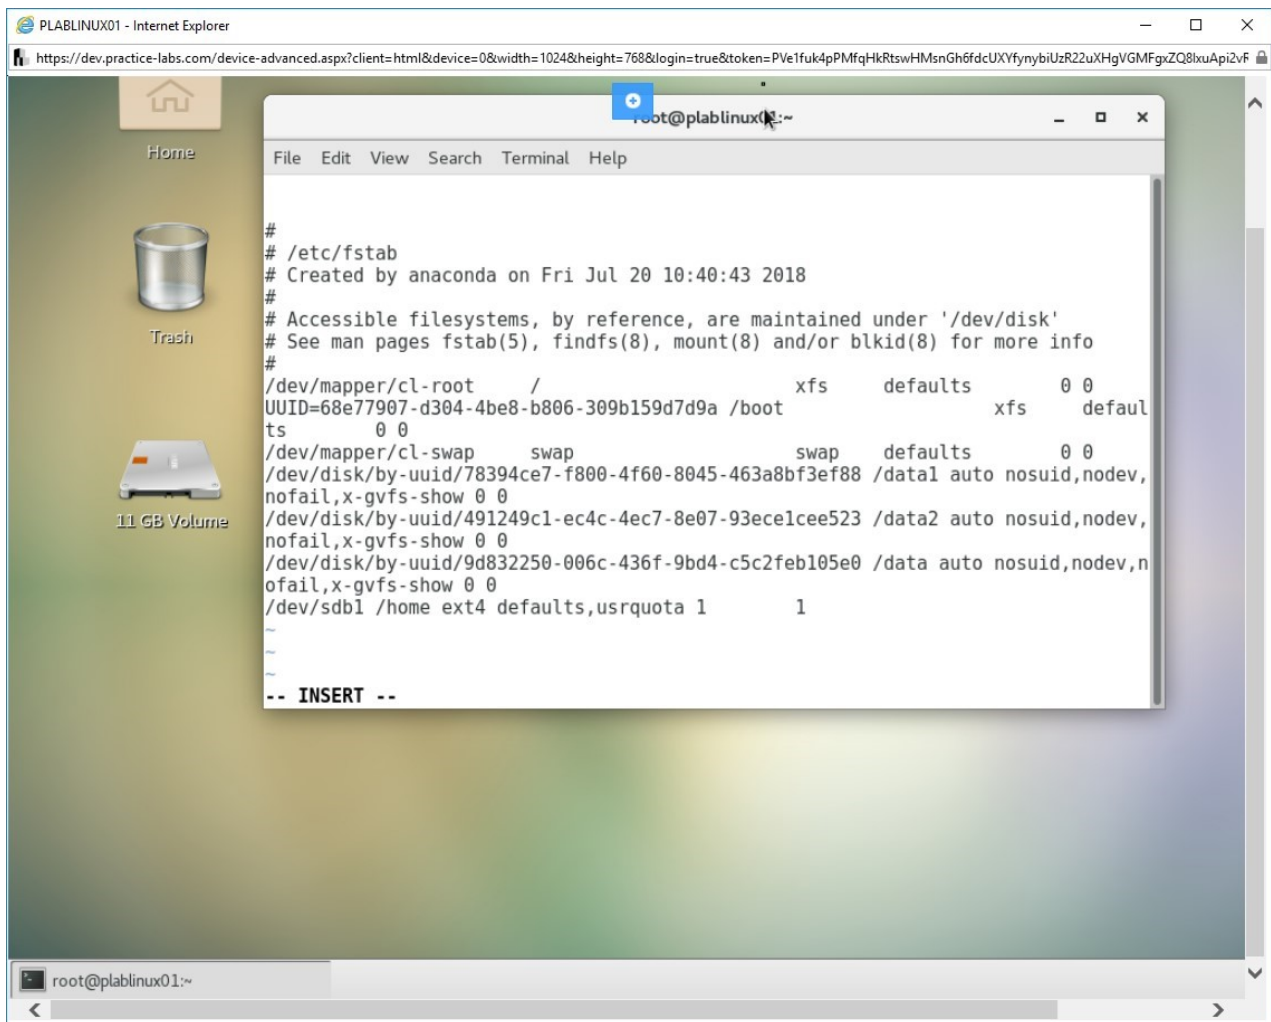 PLABLINUX01 - Internet Explorer
https://dev.practice-labs.com/device-advanced.aspx?client=html&device=0&width=1024&height=768&login=true&token=PVe1fuk4pPMfqHkRtswHMsnGh6fdcUXYfynybiUzR22uXHgVGMFgxZQ8lxuApi2vR
Home
Trash
11 GB Volume
root@plablinux01:~
File Edit View Search Terminal Help
#
# /etc/fstab
# Created by anaconda on Fri Jul 20 10:40:43 2018
#
# Accessible filesystems, by reference, are maintained under '/dev/disk'
# See man pages fstab(5), findfs(8), mount(8) and/or blkid(8) for more info
#
/dev/mapper/cl-root / xfs defaults 0 0
UUID=68e77907-d304-4be8-b806-309b159d7d9a /boot xfs defaul
ts 0 0
/dev/mapper/cl-swap swap swap defaults 0 0
/dev/disk/by-uuid/78394ce7-f800-4f60-8045-463a8bf3ef88 /data1 auto nosuid,nodev,
nofail,x-gvfs-show 0 0
/dev/disk/by-uuid/491249c1-ec4c-4ec7-8e07-93ece1cee523 /data2 auto nosuid,nodev,
nofail,x-gvfs-show 0 0
/dev/disk/by-uuid/9d832250-006c-436f-9bd4-c5c2feb105e0 /data auto nosuid,nodev,n
ofail,x-gvfs-show 0 0
/dev/sdb1 /home ext4 defaults,usrquota 1 1
~
~
~
-- INSERT --
root@plablinux01:~